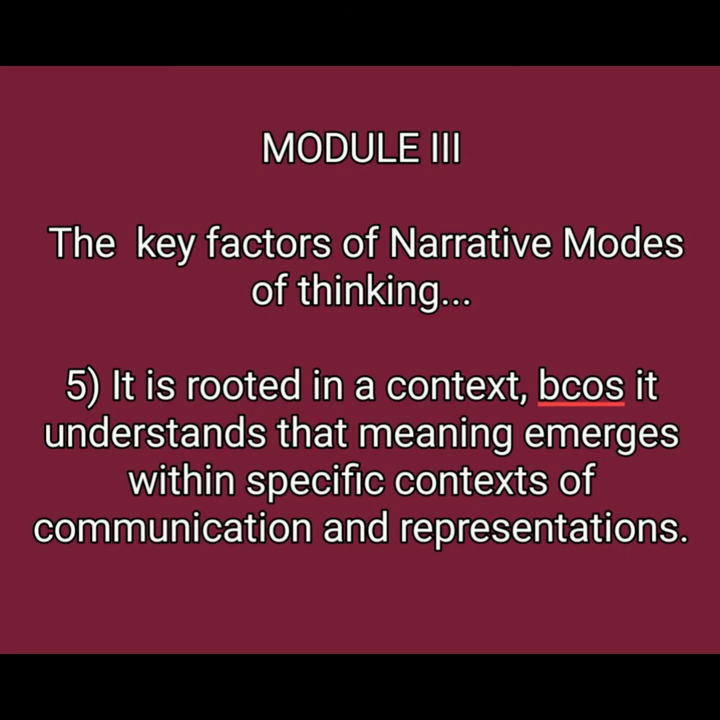 MODULE III
The key factors of Narrative Modes
of thinking...
5) It is rooted in a context, bcos it
understands that meaning emerges
within specific contexts of
communication and representations.